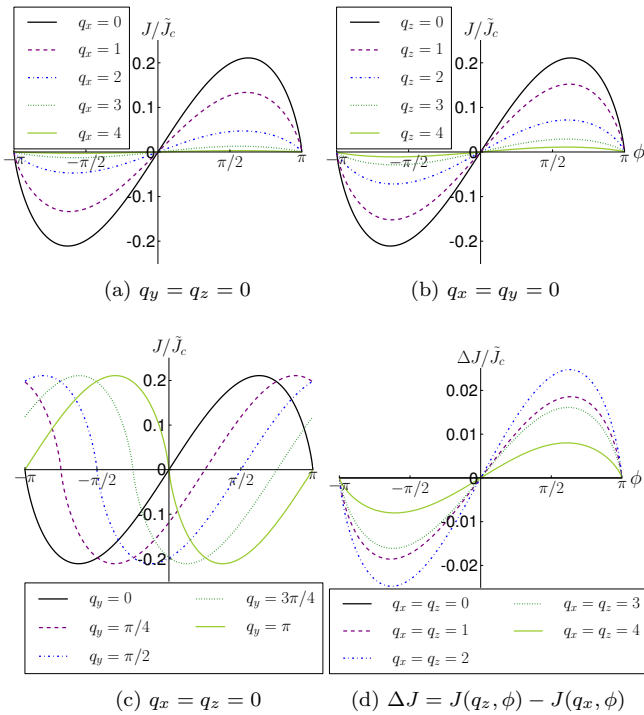 J/J̃_c
q_x = 0
q_x = 1
q_x = 2
q_x = 3
q_x = 4
0.2
0.1
0
-0.1
-0.2
−π
−π/2
π/2
π
(a) q_y = q_z = 0
J/J̃_c
q_z = 0
q_z = 1
q_z = 2
q_z = 3
q_z = 4
0.2
0.1
0
-0.1
-0.2
−π
−π/2
π/2
π ϕ
(b) q_x = q_y = 0
J/J̃_c
0.2
0.1
0
-0.1
-0.2
−π
−π/2
π/2
π
q_y = 0
q_y = π/4
q_y = π/2
q_y = 3π/4
q_y = π
(c) q_x = q_z = 0
ΔJ/J̃_c
0.02
0.01
0
-0.01
-0.02
−π
−π/2
π/2
π ϕ
q_x = q_z = 0
q_x = q_z = 1
q_x = q_z = 2
q_x = q_z = 3
q_x = q_z = 4
(d) ΔJ = J(q_z, ϕ) − J(q_x, ϕ)